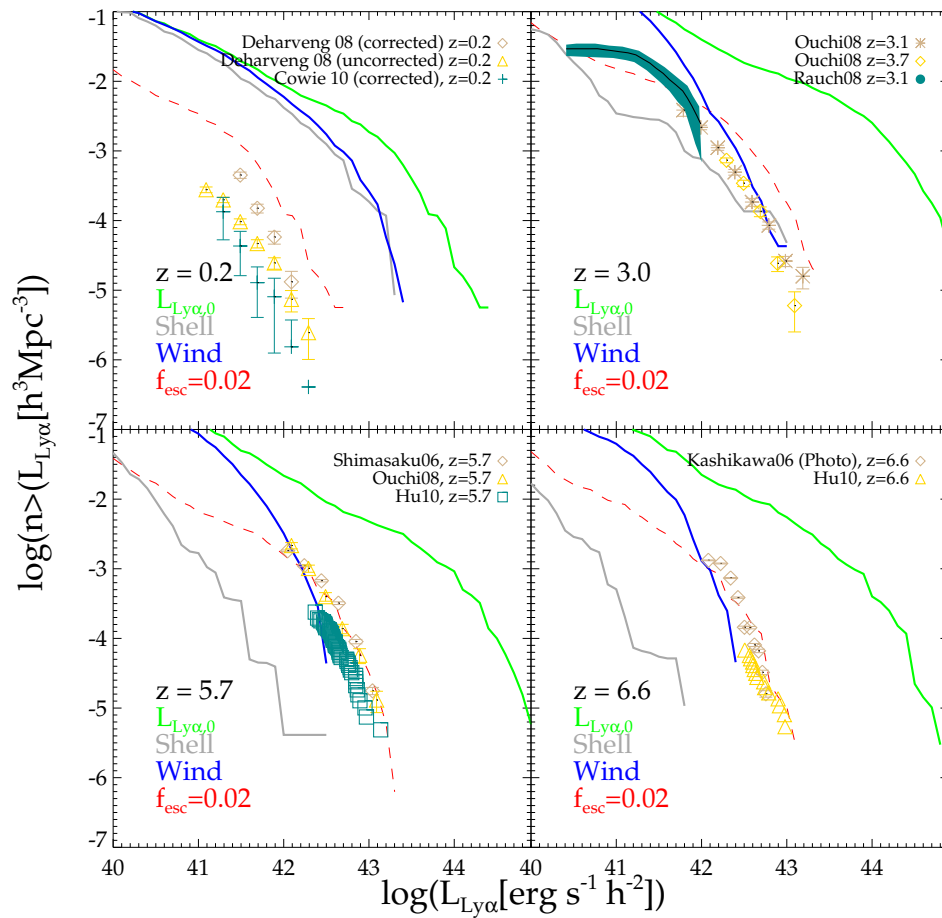 Deharveng 08 (corrected) z=0.2
Deharveng 08 (uncorrected) z=0.2
Cowie 10 (corrected), z=0.2
z = 0.2
L_Lyα,0
Shell
Wind
f_esc=0.02
-1
-2
-3
-4
-5
-6
-7
Ouchi08 z=3.1
Ouchi08 z=3.7
Rauch08 z=3.1
z = 3.0
L_Lyα,0
Shell
Wind
f_esc=0.02
Shimasaku06, z=5.7
Ouchi08, z=5.7
Hu10, z=5.7
z = 5.7
L_Lyα,0
Shell
Wind
f_esc=0.02
-1
-2
-3
-4
-5
-6
-7
40 41 42 43 44
Kashikawa06 (Photo), z=6.6
Hu10, z=6.6
z = 6.6
L_Lyα,0
Shell
Wind
f_esc=0.02
40 41 42 43 44
log(n>(L_Lyα[h³Mpc⁻³])
log(L_Lyα[erg s⁻¹ h⁻²])